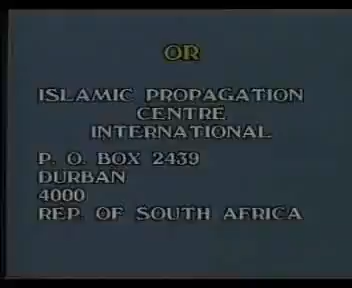 OR
ISLAMIC PROPAGATION
CENTRE
INTERNATIONAL
P. O. BOX 2439
DURBAN
4000
REP. OF SOUTH AFRICA